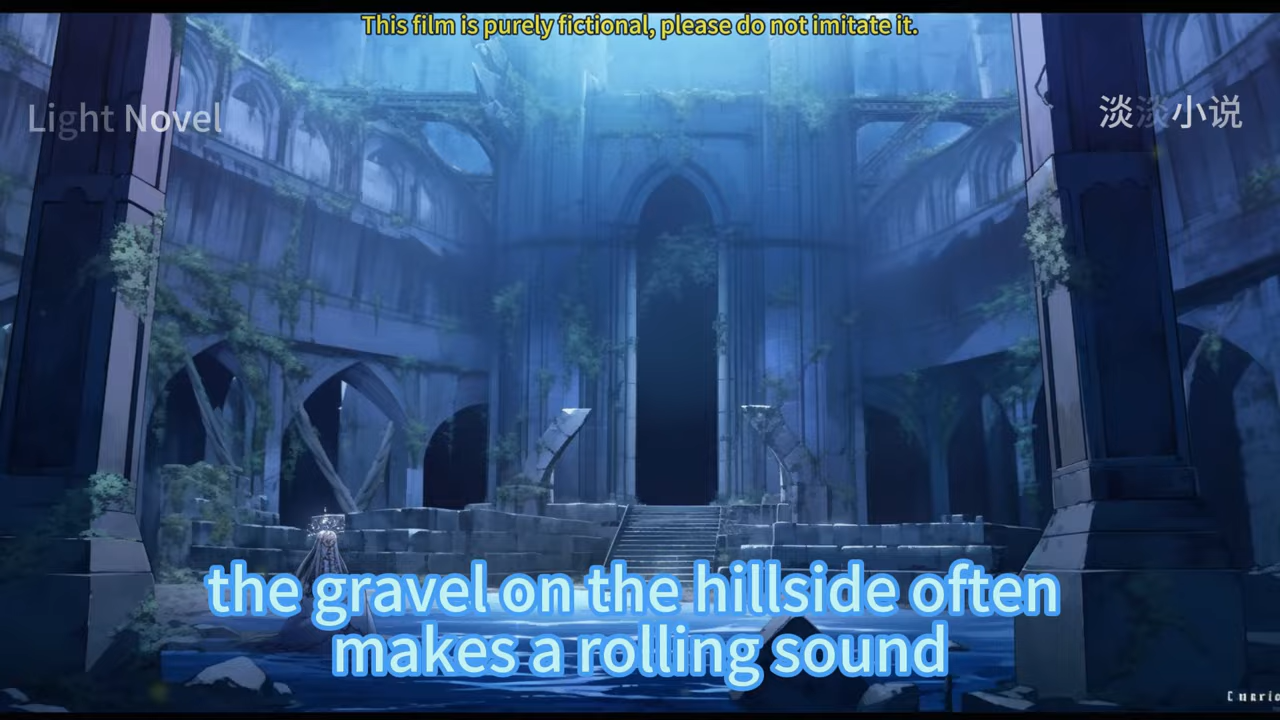 This film is purely fictional, please do not imitate it.
Light Novel
淡淡小说
the gravel on the hillside often
makes a rolling sound